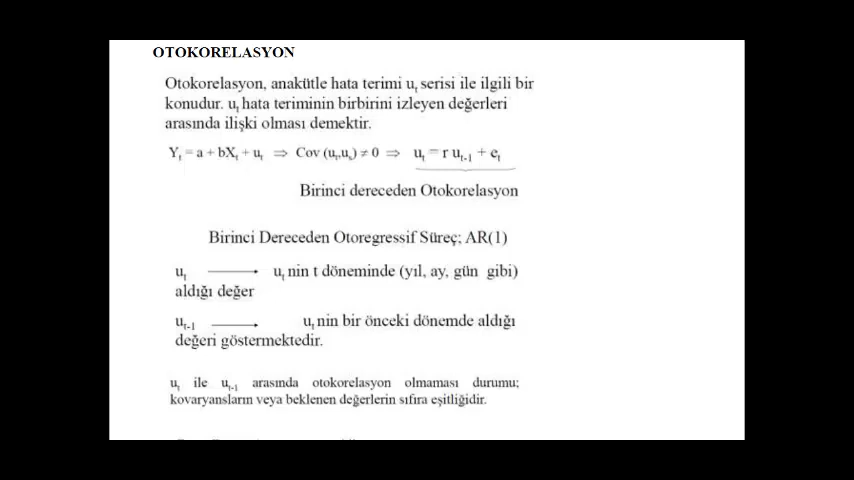 OTOKORELASYON
Otokorelasyon, anakütle hata terimi uₜ serisi ile ilgili bir
konudur. uₜ hata teriminin birbirini izleyen değerleri
arasında ilişki olması demektir.
Yₜ = a + bXₜ + uₜ ⇒ Cov (uₜ,uₛ) ≠ 0 ⇒ uₜ = r uₜ₋₁ + eₜ
Birinci dereceden Otokorelasyon
Birinci Dereceden Otoregressif Süreç; AR(1)
uₜ → uₜ nin t döneminde (yıl, ay, gün gibi)
aldığı değer
uₜ₋₁ → uₜ nin bir önceki dönemde aldığı
değeri göstermektedir.
uₜ ile uₜ₋₁ arasında otokorelasyon olmaması durumu;
kovaryansların veya beklenen değerlerin sıfıra eşitliğidir.